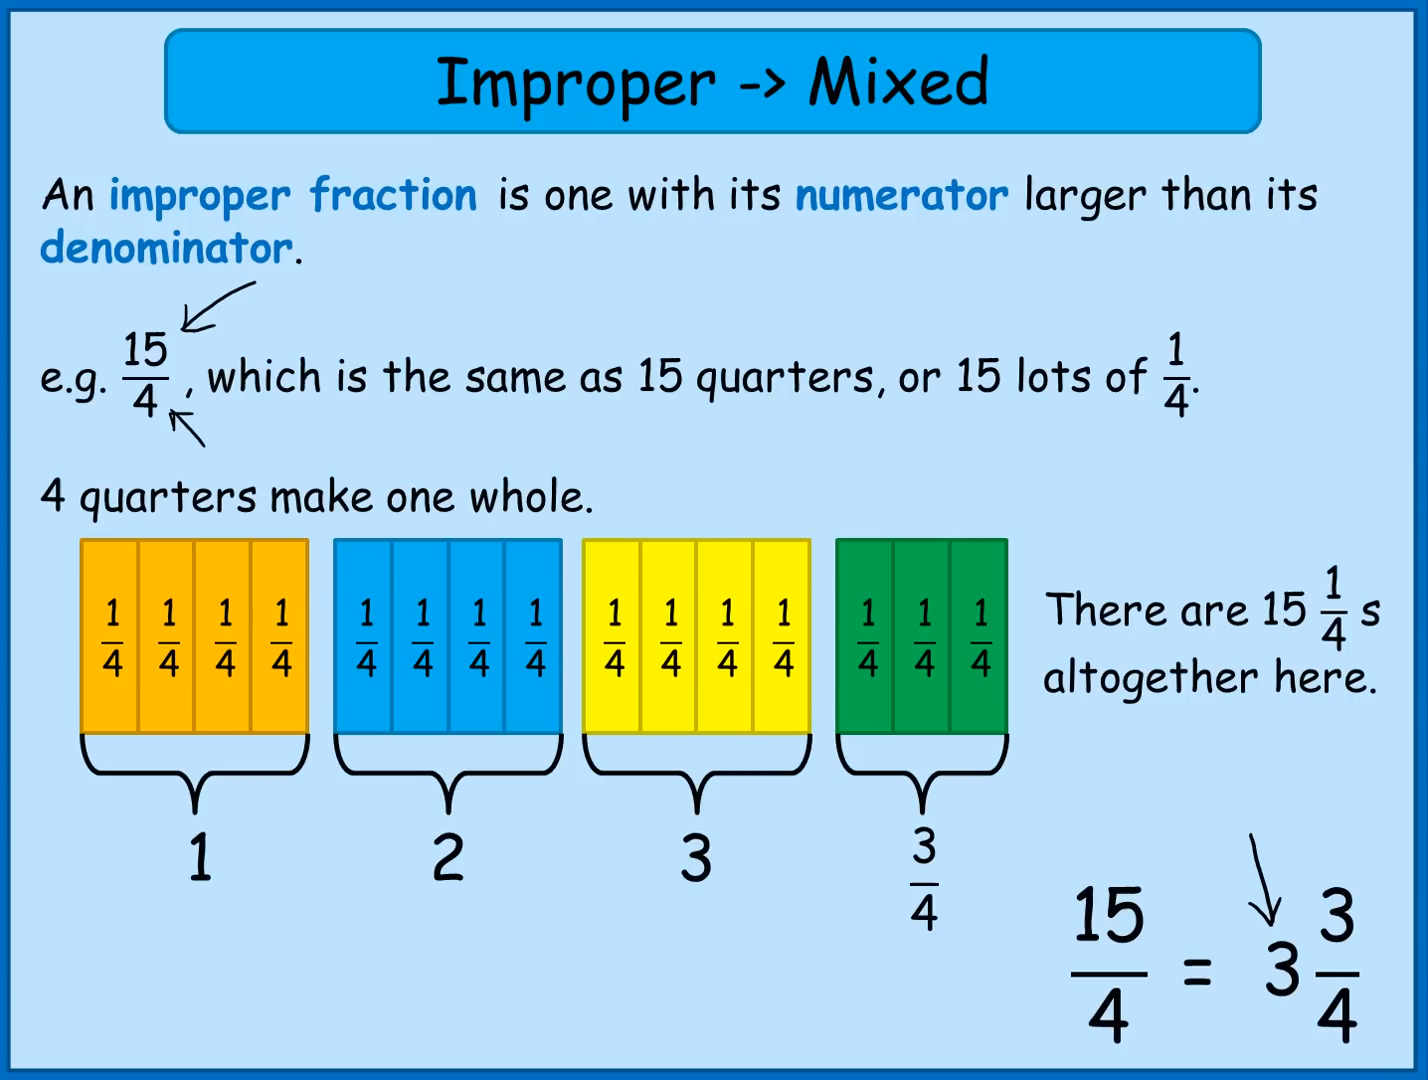 Improper -> Mixed
An improper fraction is one with its numerator larger than its
denominator.
e.g. 15/4 , which is the same as 15 quarters, or 15 lots of 1/4.
4 quarters make one whole.
1/4 1/4 1/4 1/4 1/4 1/4 1/4 1/4 1/4 1/4 1/4 1/4 1/4 1/4 1/4
There are 15 1/4 s
altogether here.
1 2 3 3/4
15/4 = 3 3/4